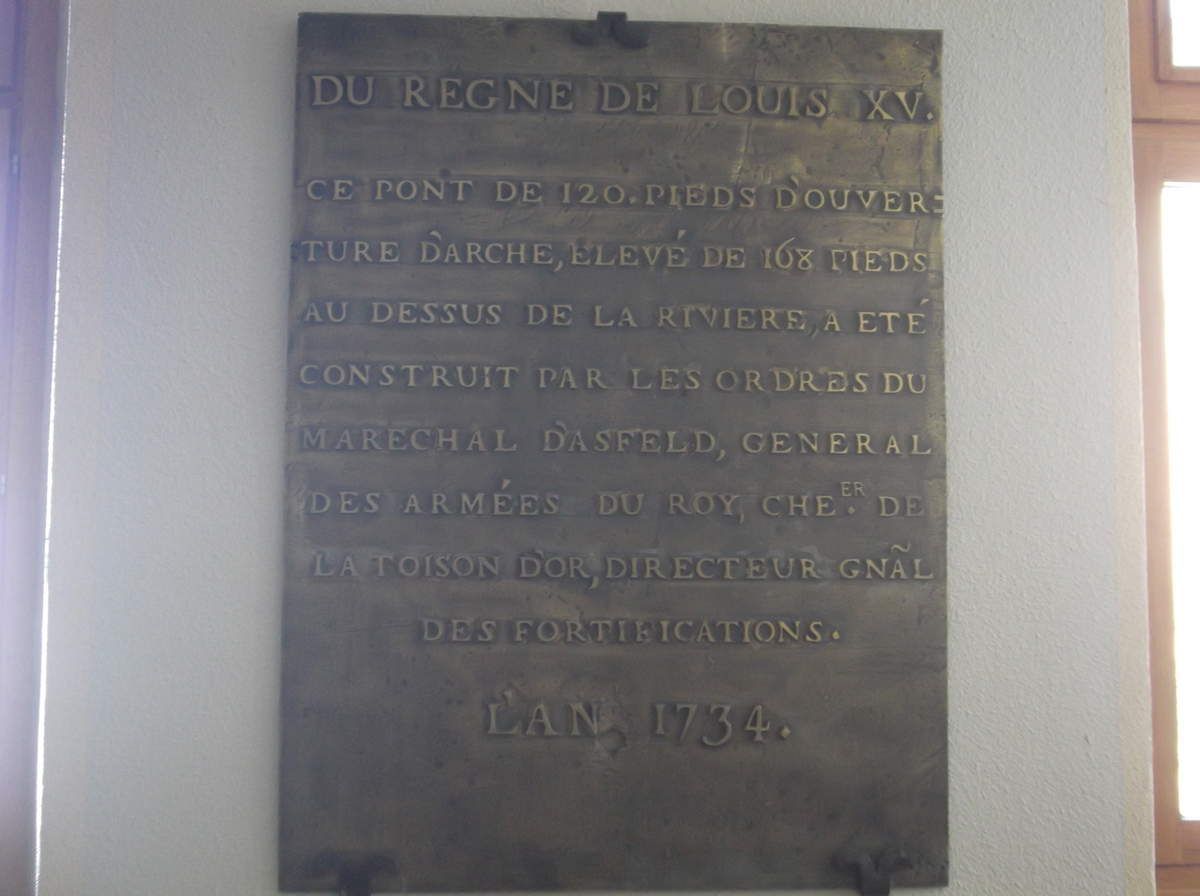 DU REGNE DE LOUIS XV.
CE PONT DE 120. PIEDS D'OUVER=
TURE D'ARCHE, ELEVÉ DE 168 PIEDS
AU DESSUS DE LA RIVIERE, A ETÉ
CONSTRUIT PAR LES ORDRES DU
MARECHAL D'ASFELD, GENERAL
DES ARMÉES DU ROY, CHE.ER DE
LA TOISON D'OR, DIRECTEUR GNÃL
DES FORTIFICATIONS.
L'AN 1734.